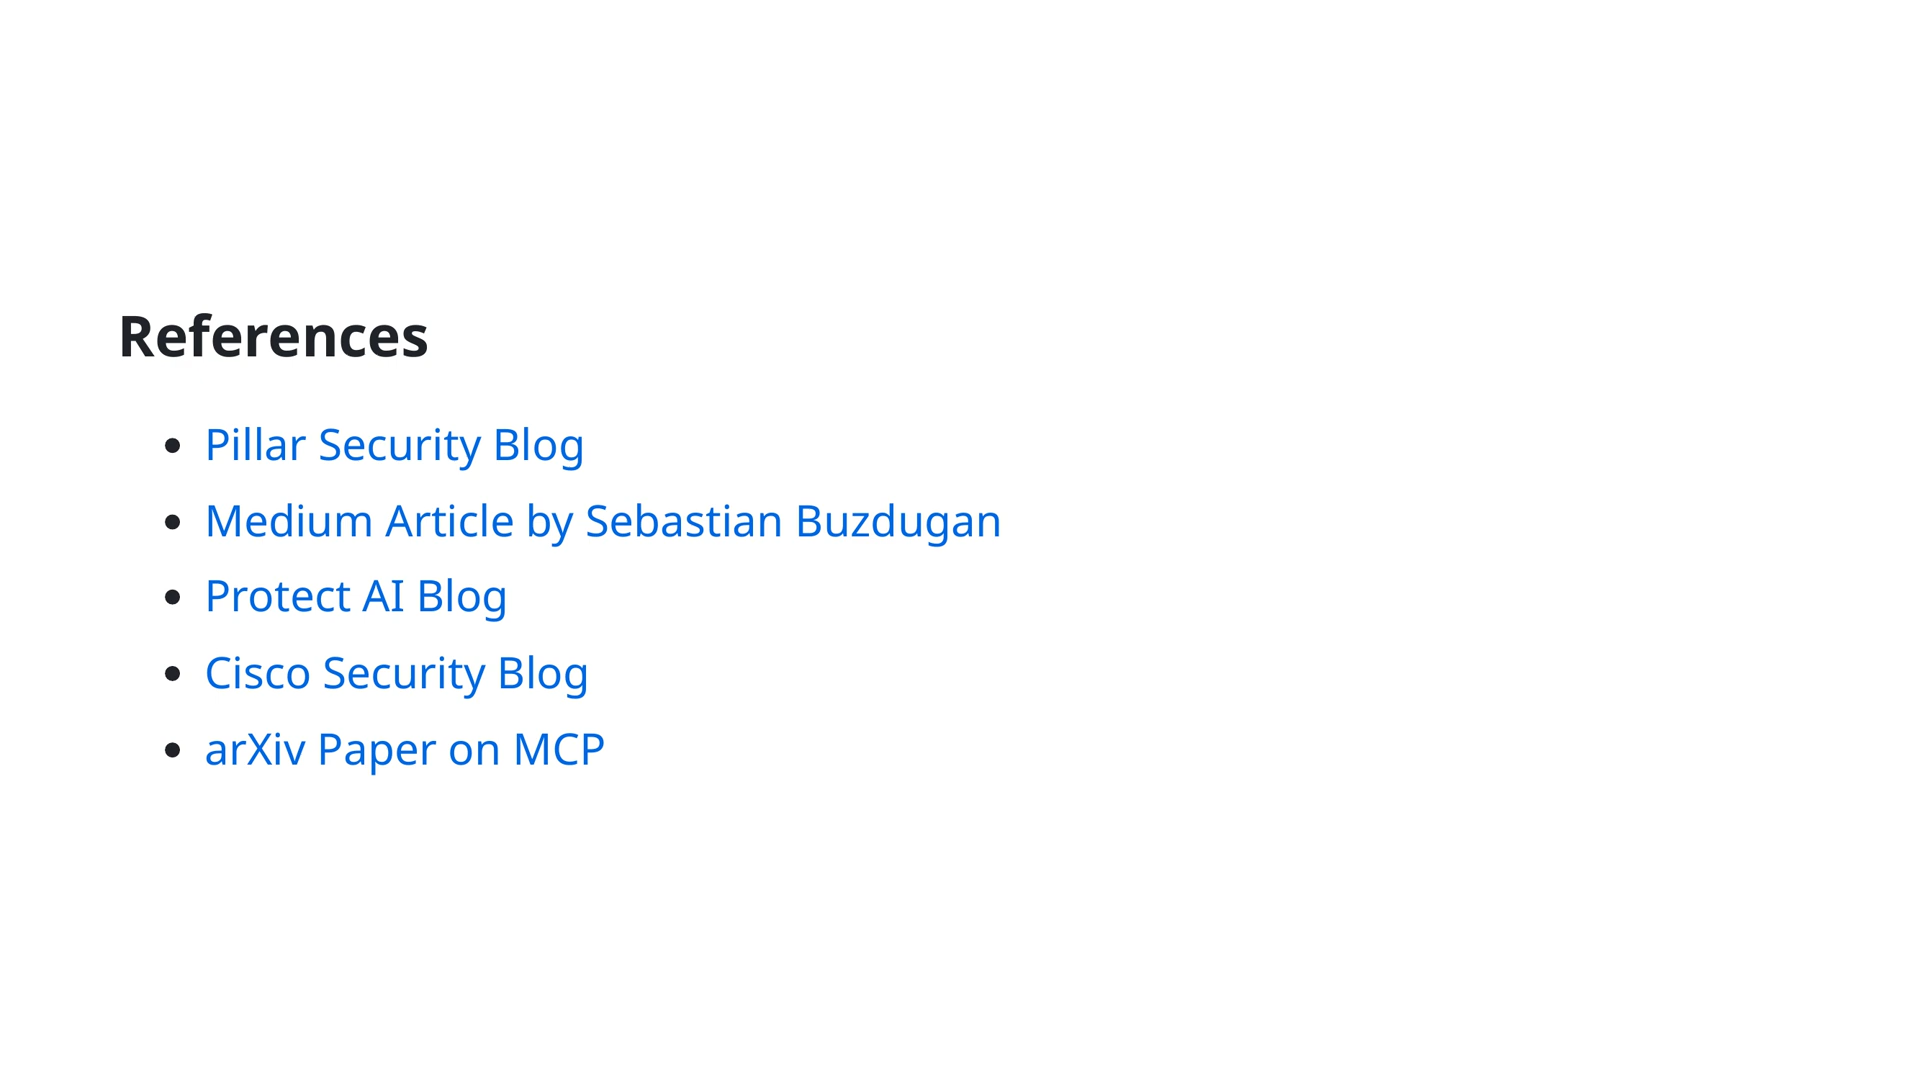 References
Pillar Security Blog
Medium Article by Sebastian Buzdugan
Protect AI Blog
Cisco Security Blog
arXiv Paper on MCP